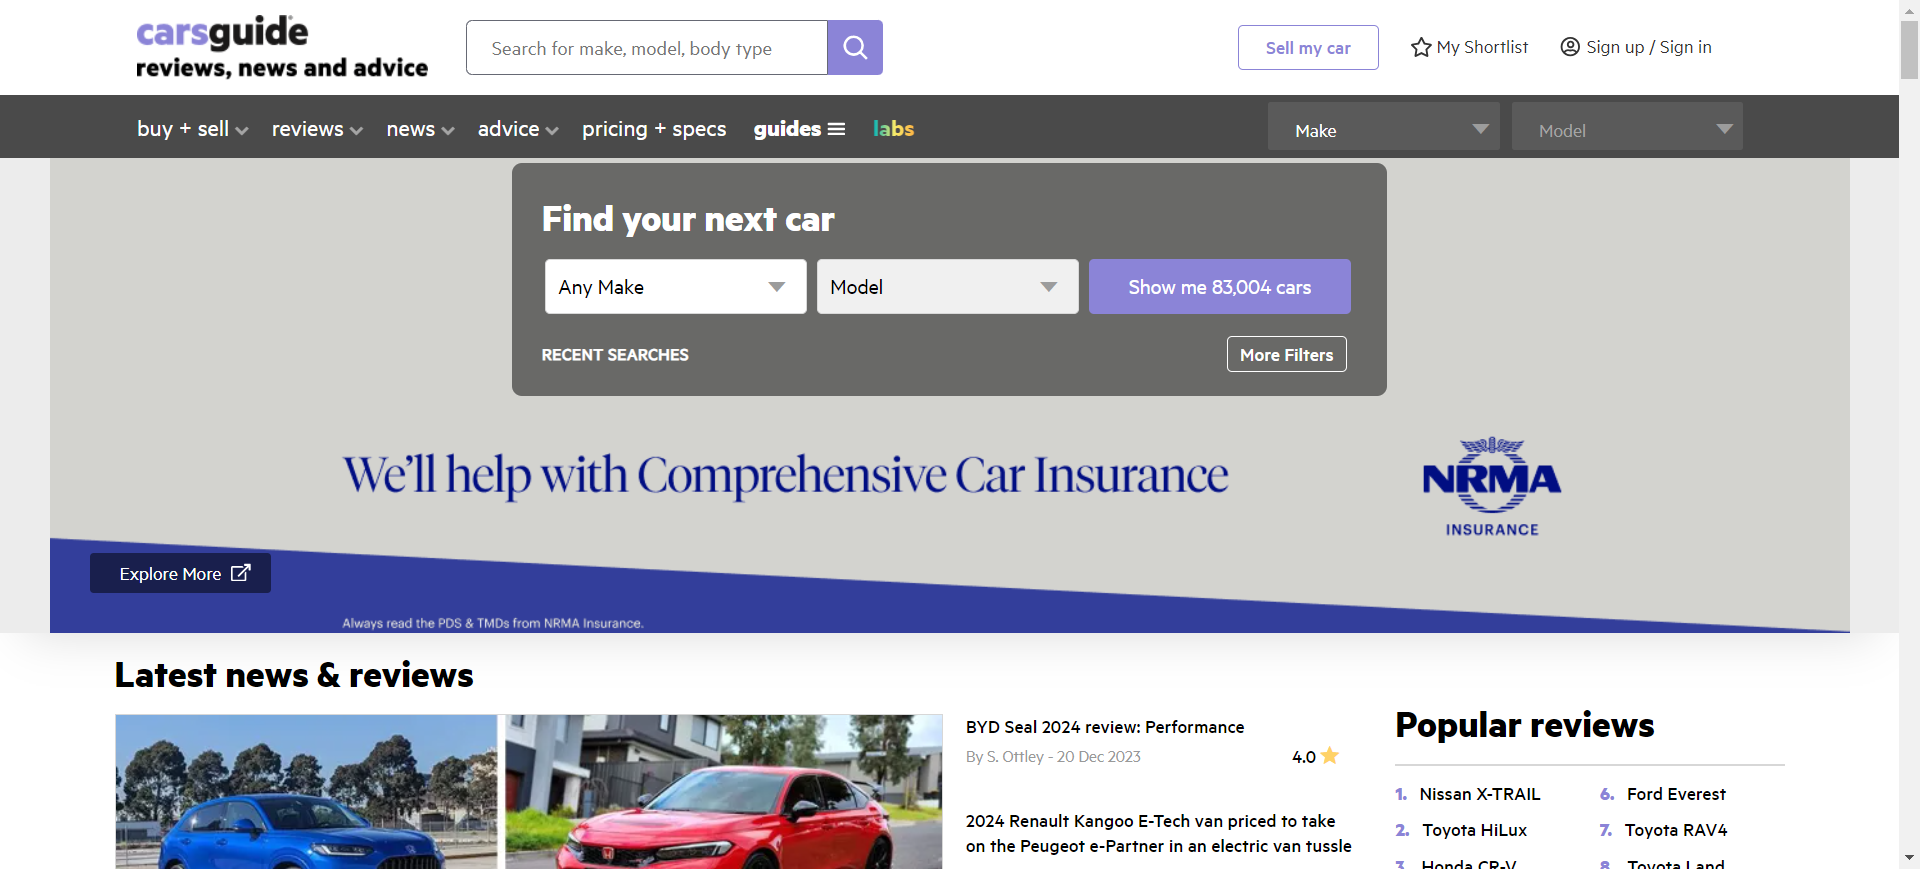 carsguide
reviews, news and advice
Search for make, model, body type
Sell my car
My Shortlist
Sign up / Sign in
buy + sell
reviews
news
advice
pricing + specs
guides
labs
Make
Model
Find your next car
Any Make
Model
Show me 83,004 cars
RECENT SEARCHES
More Filters
We'll help with Comprehensive Car Insurance
NRMA
INSURANCE
Explore More
Always read the PDS & TMDs from NRMA Insurance.
Latest news & reviews
BYD Seal 2024 review: Performance
By S. Ottley - 20 Dec 2023
4.0
2024 Renault Kangoo E-Tech van priced to take
on the Peugeot e-Partner in an electric van tussle
Popular reviews
1. Nissan X-TRAIL
2. Toyota HiLux
3. Honda CR-V
6. Ford Everest
7. Toyota RAV4
8. Toyota Land